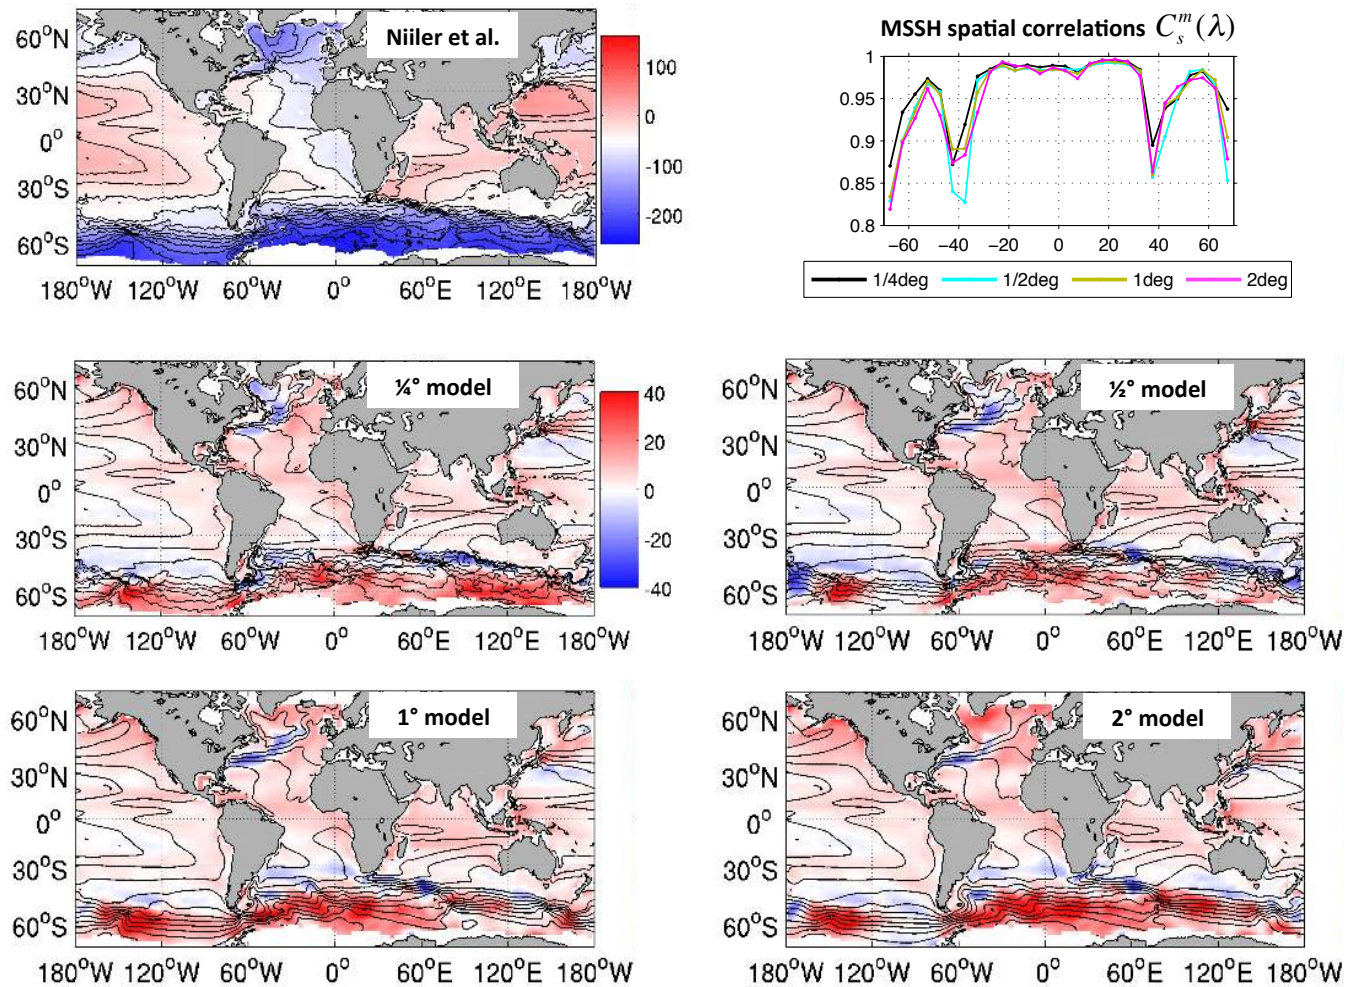 Niiler et al.
60°N
30°N
0°
30°S
60°S
180°W 120°W 60°W 0° 60°E 120°E 180°W
100
0
-100
-200
MSSH spatial correlations C_s^m(λ)
1
0.95
0.9
0.85
0.8
−60 −40 −20 0 20 40 60
1/4deg 1/2deg 1deg 2deg
¼° model
60°N
30°N
0°
30°S
60°S
180°W 120°W 60°W 0° 60°E 120°E 180°W
40
20
0
-20
-40
½° model
60°N
30°N
0°
30°S
60°S
180°W 120°W 60°W 0° 60°E 120°E 180°W
1° model
60°N
30°N
0°
30°S
60°S
180°W 120°W 60°W 0° 60°E 120°E 180°W
2° model
60°N
30°N
0°
30°S
60°S
180°W 120°W 60°W 0° 60°E 120°E 180°W